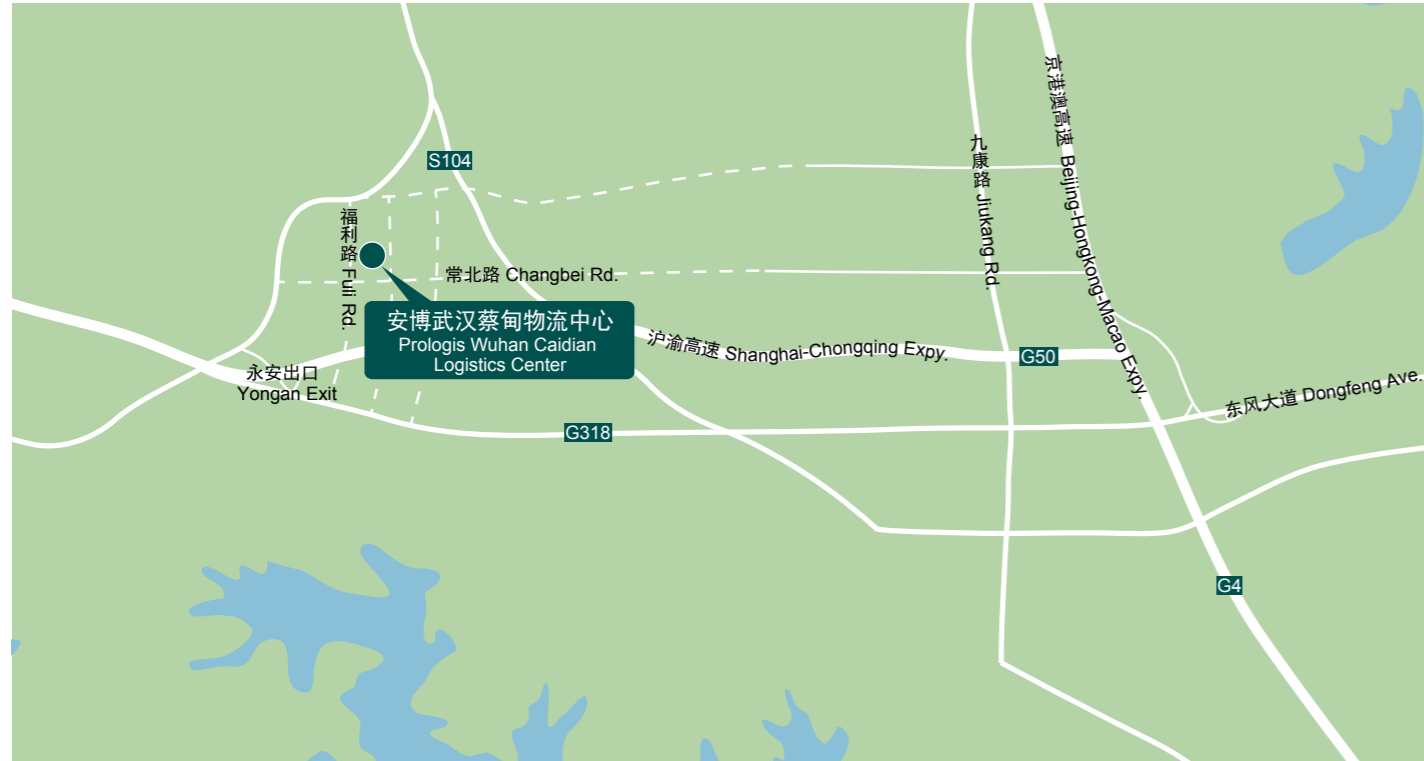 S104
九康路 Jiukang Rd.
京港澳高速 Beijing-Hongkong-Macao Expy.
福利路 Fuli Rd.
常北路 Changbei Rd.
安博武汉蔡甸物流中心
Prologis Wuhan Caidian
Logistics Center
沪渝高速 Shanghai-Chongqing Expy.
G50
永安出口
Yongan Exit
东风大道 Dongfeng Ave.
G318
G4